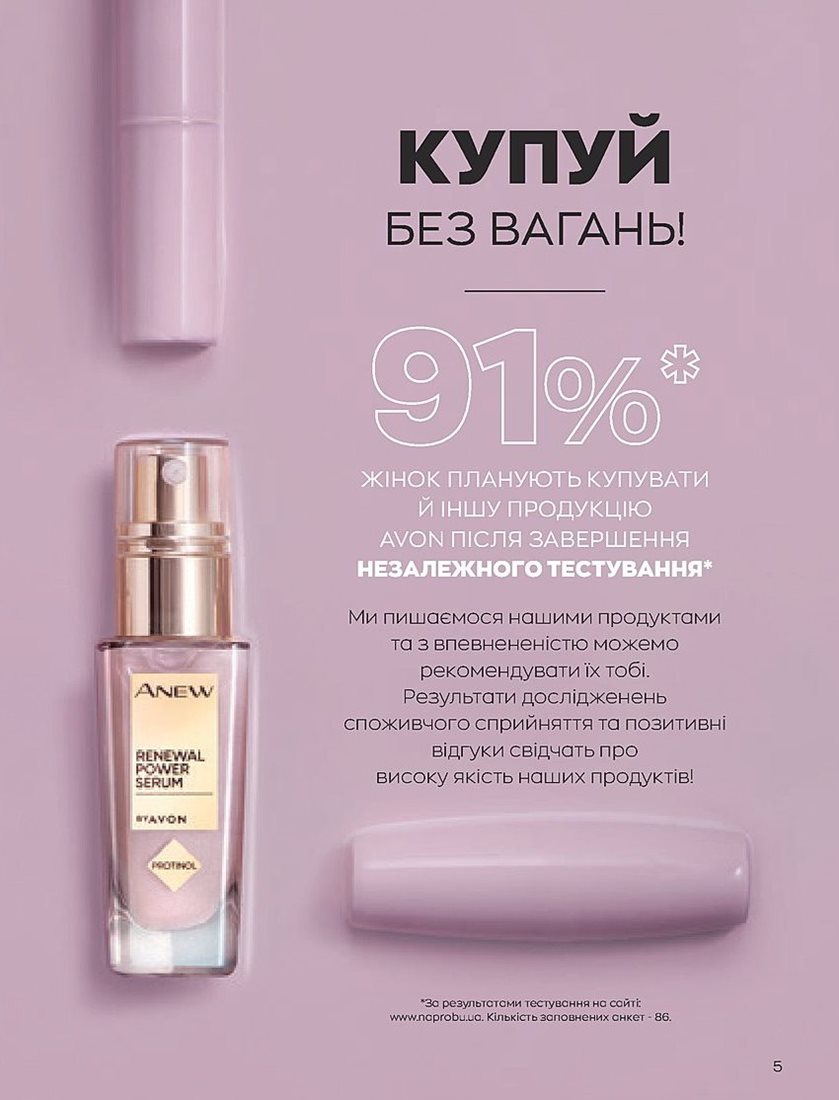 КУПУЙ
БЕЗ ВАГАНЬ!
91%*
ЖІНОК ПЛАНУЮТЬ КУПУВАТИ
Й ІНШУ ПРОДУКЦІЮ
AVON ПІСЛЯ ЗАВЕРШЕННЯ
НЕЗАЛЕЖНОГО ТЕСТУВАННЯ*
Ми пишаємося нашими продуктами
та з впевнененістю можемо
рекомендувати їх тобі.
Результати дослідженень
споживчого сприйняття та позитивні
відгуки свідчать про
високу якість наших продуктів!
ANEW
RENEWAL
POWER
SERUM
BY AVON
PROTINOL
*За результатами тестування на сайті:
www.naprobu.ua. Кількість заповнених анкет - 86.
5